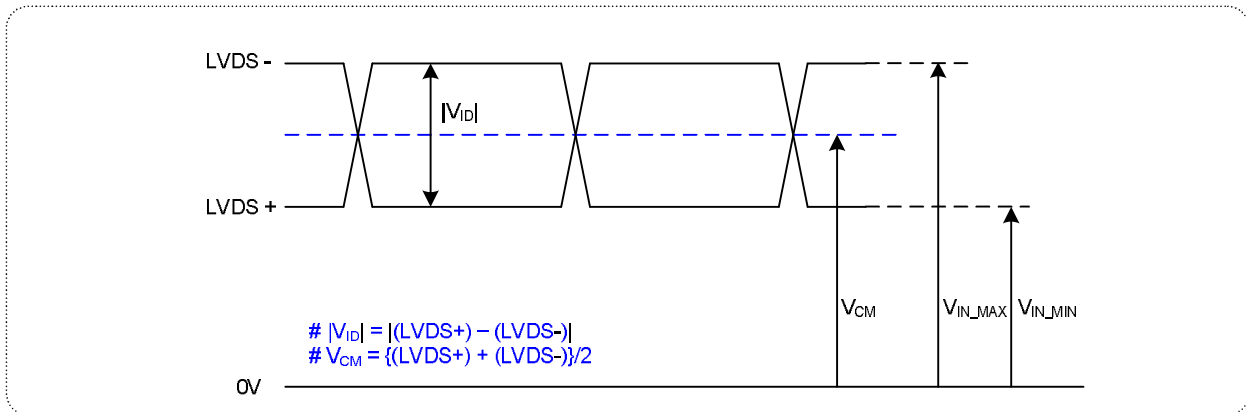 LVDS -
|VID|
LVDS +
VCM
VIN_MAX
VIN_MIN
# |VID| = |(LVDS+) – (LVDS-)|
# VCM = {(LVDS+) + (LVDS-)}/2
0V